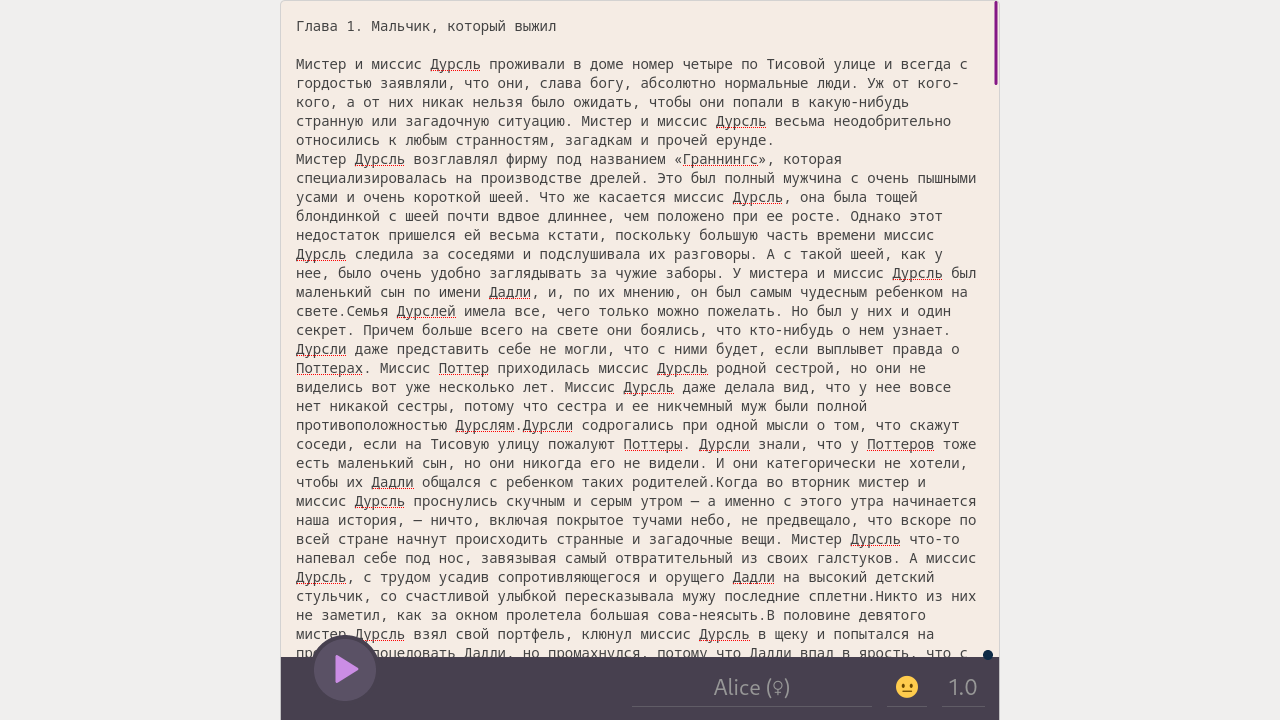 Глава 1. Мальчик, который выжил
Мистер и миссис Дурсль проживали в доме номер четыре по Тисовой улице и всегда с
гордостью заявляли, что они, слава богу, абсолютно нормальные люди. Уж от кого-
кого, а от них никак нельзя было ожидать, чтобы они попали в какую-нибудь
странную или загадочную ситуацию. Мистер и миссис Дурсль весьма неодобрительно
относились к любым странностям, загадкам и прочей ерунде.
Мистер Дурсль возглавлял фирму под названием «Граннингс», которая
специализировалась на производстве дрелей. Это был полный мужчина с очень пышными
усами и очень короткой шеей. Что же касается миссис Дурсль, она была тощей
блондинкой с шеей почти вдвое длиннее, чем положено при ее росте. Однако этот
недостаток пришелся ей весьма кстати, поскольку большую часть времени миссис
Дурсль следила за соседями и подслушивала их разговоры. А с такой шеей, как у
нее, было очень удобно заглядывать за чужие заборы. У мистера и миссис Дурсль был
маленький сын по имени Дадли, и, по их мнению, он был самым чудесным ребенком на
свете.Семья Дурслей имела все, чего только можно пожелать. Но был у них и один
секрет. Причем больше всего на свете они боялись, что кто-нибудь о нем узнает.
Дурсли даже представить себе не могли, что с ними будет, если выплывет правда о
Поттерах. Миссис Поттер приходилась миссис Дурсль родной сестрой, но они не
виделись вот уже несколько лет. Миссис Дурсль даже делала вид, что у нее вовсе
нет никакой сестры, потому что сестра и ее никчемный муж были полной
противоположностью Дурслям.Дурсли содрогались при одной мысли о том, что скажут
соседи, если на Тисовую улицу пожалуют Поттеры. Дурсли знали, что у Поттеров тоже
есть маленький сын, но они никогда его не видели. И они категорически не хотели,
чтобы их Дадли общался с ребенком таких родителей.Когда во вторник мистер и
миссис Дурсль проснулись скучным и серым утром — а именно с этого утра начинается
наша история, — ничто, включая покрытое тучами небо, не предвещало, что вскоре по
всей стране начнут происходить странные и загадочные вещи. Мистер Дурсль что-то
напевал себе под нос, завязывая самый отвратительный из своих галстуков. А миссис
Дурсль, с трудом усадив сопротивляющегося и орущего Дадли на высокий детский
стульчик, со счастливой улыбкой пересказывала мужу последние сплетни.Никто из них
не заметил, как за окном пролетела большая сова-неясыть.В половине девятого
мистер Дурсль взял свой портфель, клюнул миссис Дурсль в щеку и попытался на
поцеловать Дадли, но промахнулся, потому что Дадли впал в ярость, что с
Alice (♀) 😐 1.0